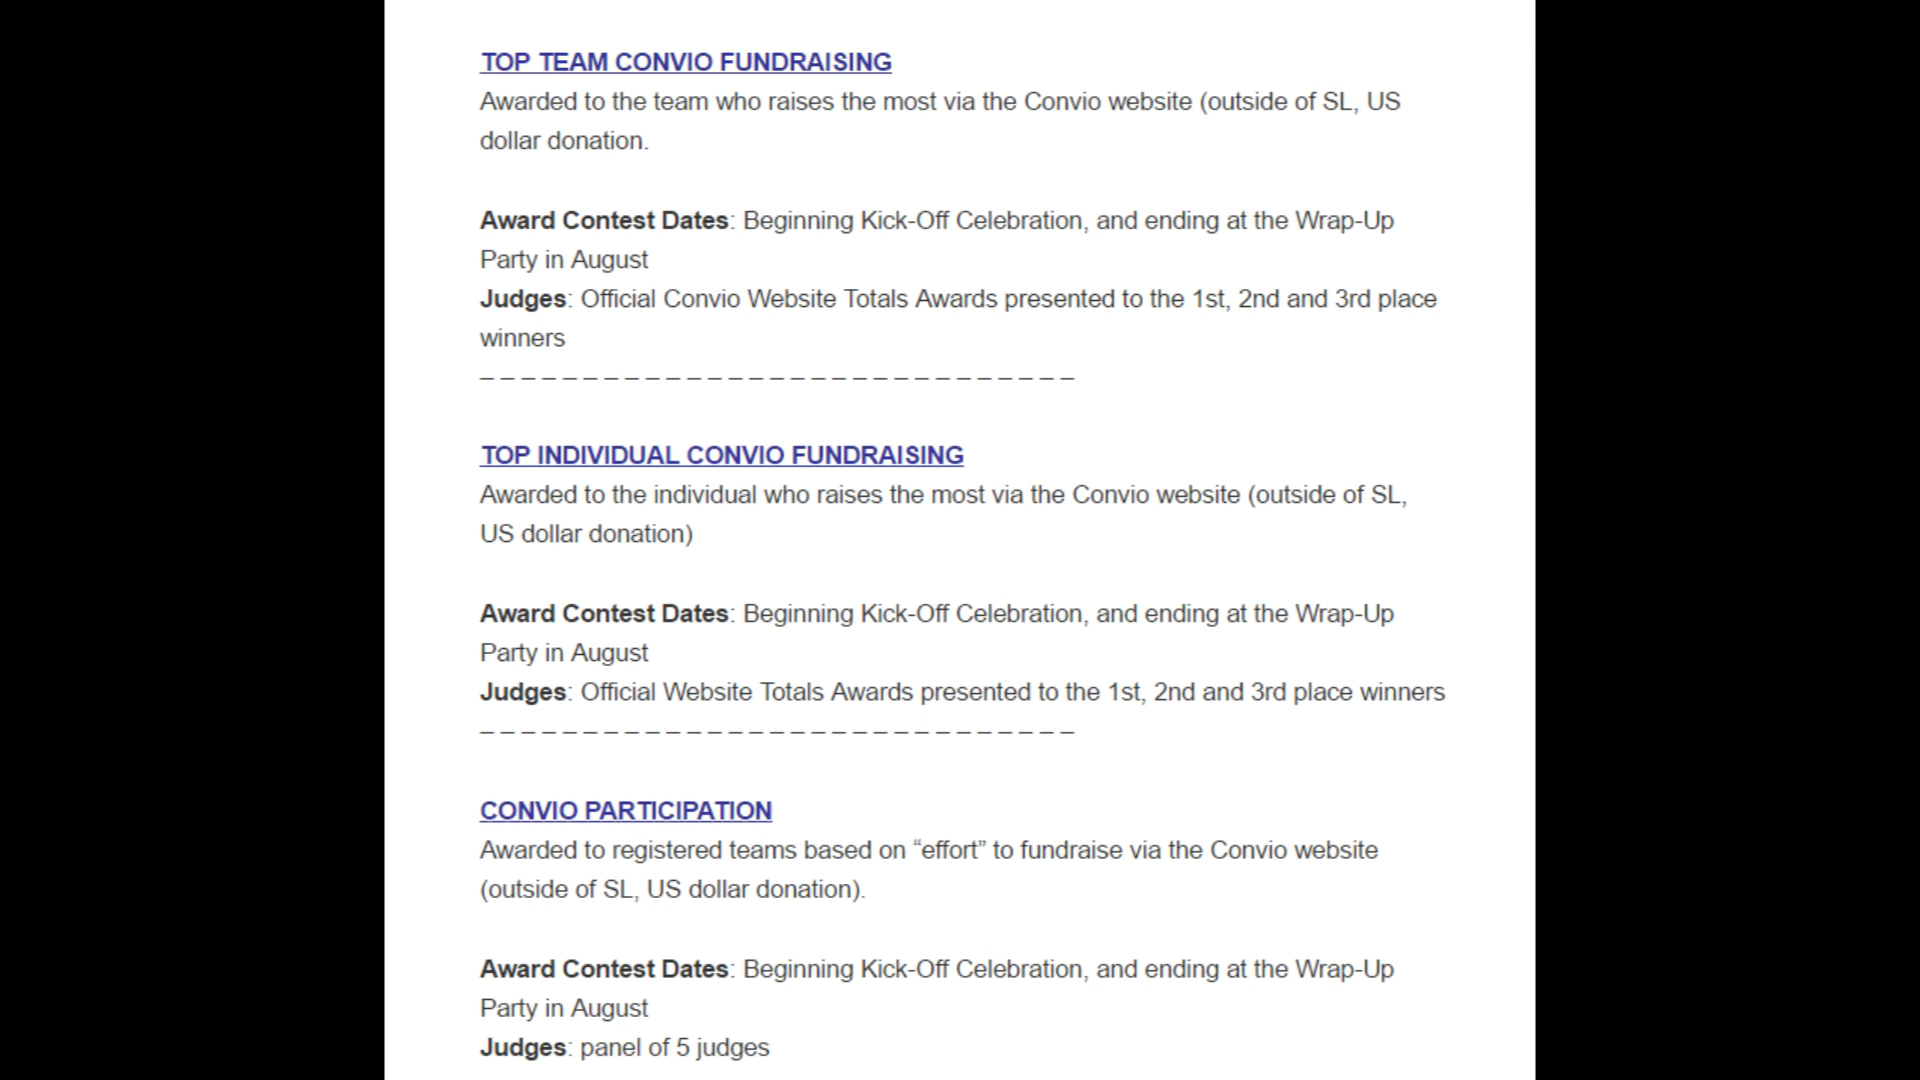 TOP TEAM CONVIO FUNDRAISING
Awarded to the team who raises the most via the Convio website (outside of SL, US
dollar donation.
Award Contest Dates: Beginning Kick-Off Celebration, and ending at the Wrap-Up
Party in August
Judges: Official Convio Website Totals Awards presented to the 1st, 2nd and 3rd place
winners
_ _ _ _ _ _ _ _ _ _ _ _ _ _ _ _ _ _ _ _ _ _ _ _ _ _ _ _ _
TOP INDIVIDUAL CONVIO FUNDRAISING
Awarded to the individual who raises the most via the Convio website (outside of SL,
US dollar donation)
Award Contest Dates: Beginning Kick-Off Celebration, and ending at the Wrap-Up
Party in August
Judges: Official Website Totals Awards presented to the 1st, 2nd and 3rd place winners
_ _ _ _ _ _ _ _ _ _ _ _ _ _ _ _ _ _ _ _ _ _ _ _ _ _ _ _ _
CONVIO PARTICIPATION
Awarded to registered teams based on “effort” to fundraise via the Convio website
(outside of SL, US dollar donation).
Award Contest Dates: Beginning Kick-Off Celebration, and ending at the Wrap-Up
Party in August
Judges: panel of 5 judges